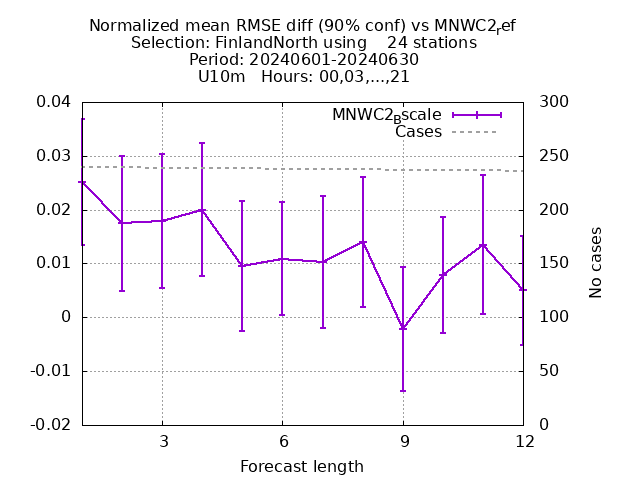 Normalized mean RMSE diff (90% conf) vs MNWC2ref
Selection: FinlandNorth using    24 stations
Period: 20240601-20240630
U10m   Hours: 00,03,...,21
MNWC2Bscale
Cases
0.04
0.03
0.02
0.01
0
-0.01
-0.02
300
250
200
150
100
50
0
No cases
3
6
9
12
Forecast length